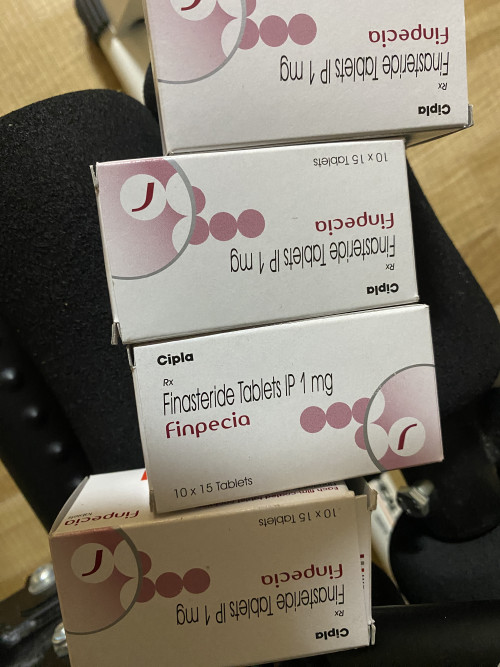 Cipla
Rx
Finasteride Tablets IP 1 mg
Finpecia
Cipla
Rx
Finasteride Tablets IP 1 mg
Finpecia
10 x 15 Tablets
Cipla
Rx
Finasteride Tablets IP 1 mg
Finpecia
10 x 15 Tablets
Finpecia
Cipla
Rx
Finasteride Tablets IP 1 mg
Finpecia
10 x 15 Tablets